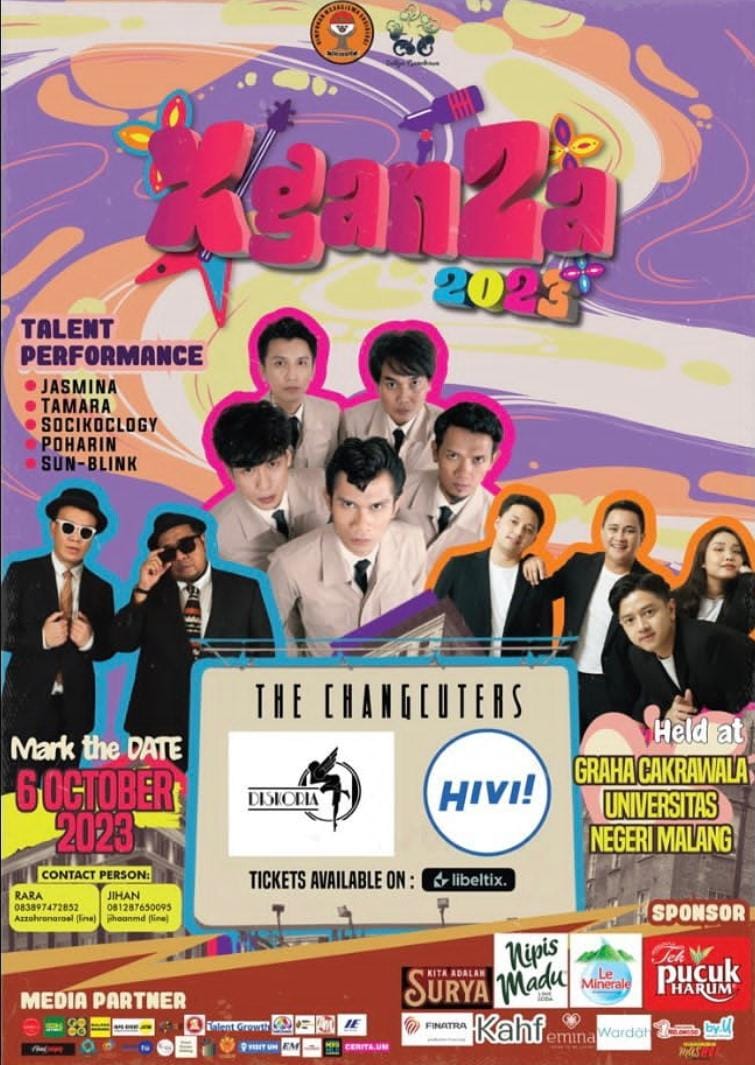 XganZa
2023
TALENT
PERFORMANCE
JASMINA
TAMARA
SOCIKOCLOGY
POHARIN
SUN-BLINK
THE CHANGCUTERS
DISKORIA
HIVI!
TICKETS AVAILABLE ON : libeltix.
Mark the DATE
6 OCTOBER
2023
Held at
GRAHA CAKRAWALA
UNIVERSITAS
NEGERI MALANG
CONTACT PERSON:
RARA
083897472852
Azzahranarael (line)
JIHAN
081287650095
jihaanmd (line)
SPONSOR
KITA ADALAH
SURYA
Nipis
Madu
Le
Minerale
Teh
pucuk
HARUM
FINATRA
Kahf
emina
Wardah
by.U
MEDIA PARTNER
Talent Growth
VISIT UM
EM
CERITA.UM